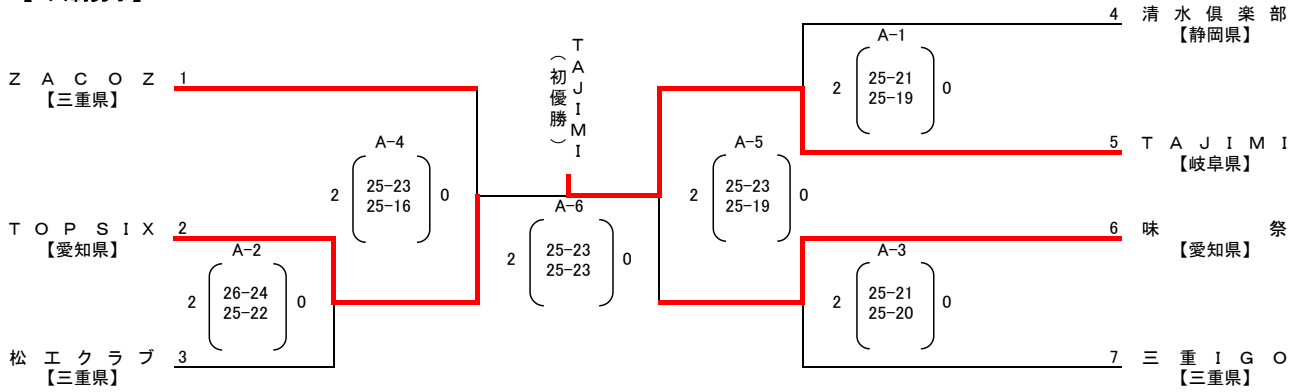 4 清水倶楽部
【静岡県】
A-1
2 25-21 0
25-19
5 TAJIMI
【岐阜県】
ZACOZ 1
【三重県】
TAJIMI
（初優勝）
A-4
2 25-23 0
25-16
A-5
2 25-23 0
25-19
TOPSIX 2
【愛知県】
A-2
2 26-24 0
25-22
松エクラブ 3
【三重県】
A-6
2 25-23 0
25-23
6 味祭
【愛知県】
A-3
2 25-21 0
25-20
7 三重IGO
【三重県】